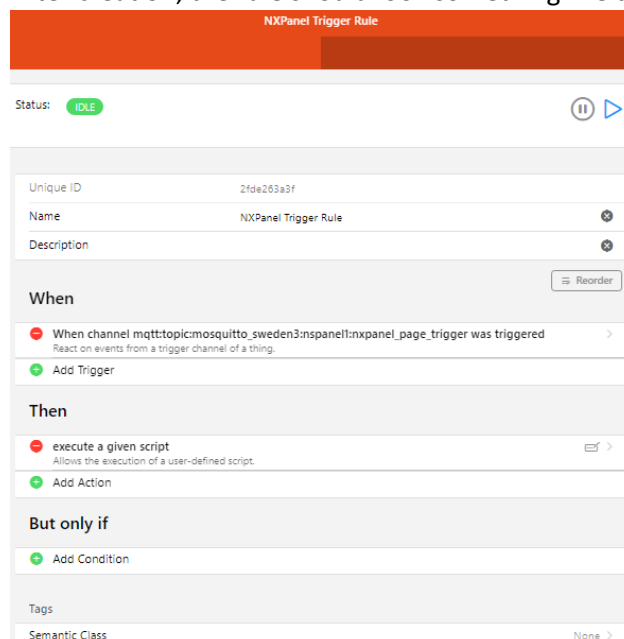 NXPanel Trigger Rule
Status: IDLE
Unique ID 2fde263a3f
Name NXPanel Trigger Rule
Description
Reorder
When
When channel mqtt:topic:mosquitto_sweden3:nspanel1:nxpanel_page_trigger was triggered
React on events from a trigger channel of a thing.
Add Trigger
Then
execute a given script
Allows the execution of a user-defined script.
Add Action
But only if
Add Condition
Tags
Semantic Class None